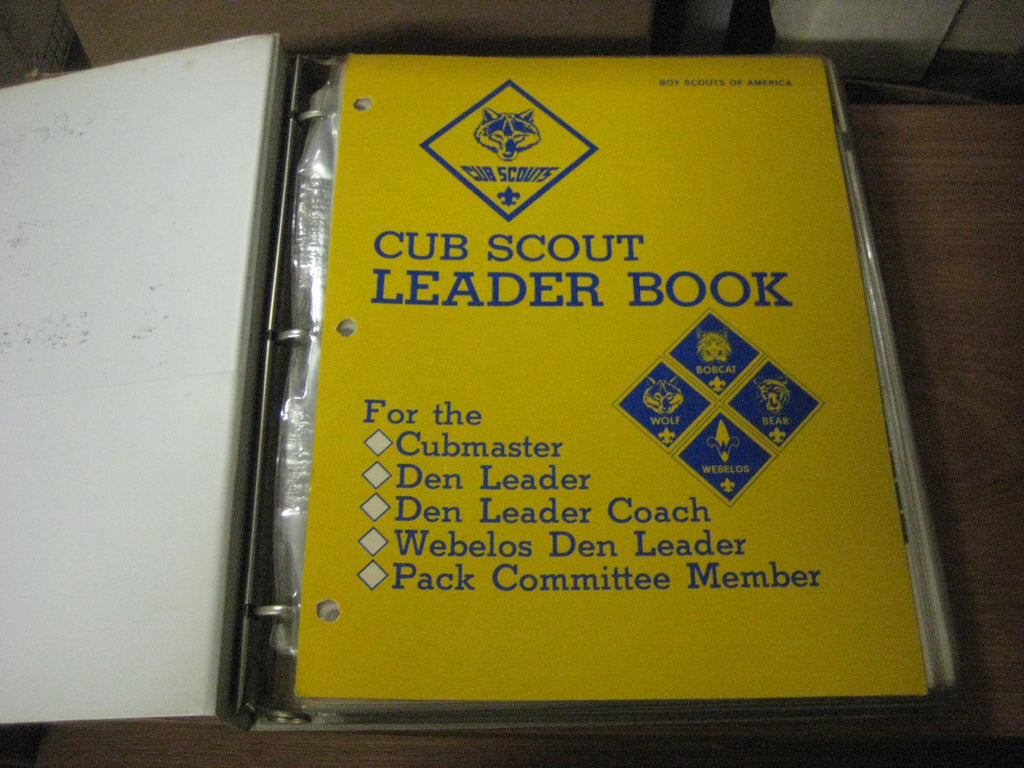 BOY SCOUTS OF AMERICA
CUB SCOUTS
CUB SCOUT
LEADER BOOK
BOBCAT
WOLF
BEAR
W
WEBELOS
For the
Cubmaster
Den Leader
Den Leader Coach
Webelos Den Leader
Pack Committee Member